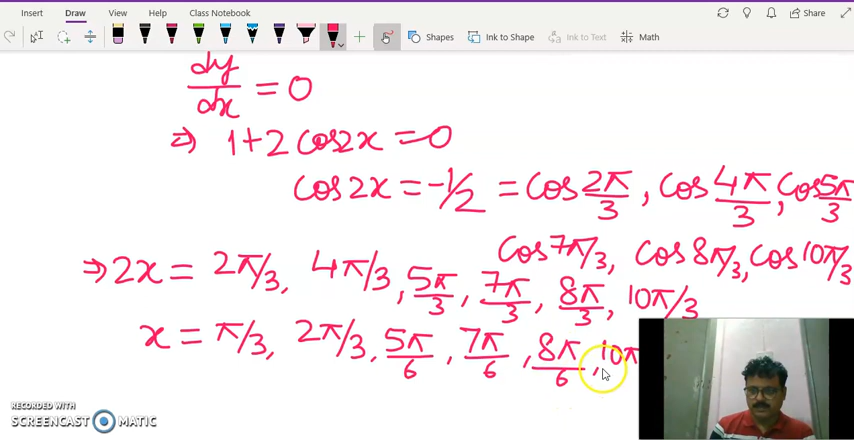 Insert Draw View Help Class Notebook Share
Shapes Ink to Shape Ink to Text Math
dy/dx = 0
⇒ 1+2 cos2x = 0
cos 2x = -1/2 = cos 2π/3, cos 4π/3, cos 5π/3
cos 7π/3, cos 8π/3, cos 10π/3
⇒ 2x = 2π/3, 4π/3, 5π/3, 7π/3, 8π/3, 10π/3
x = π/3, 2π/3, 5π/6, 7π/6, 8π/6, 10π
RECORDED WITH
SCREENCAST MATIC